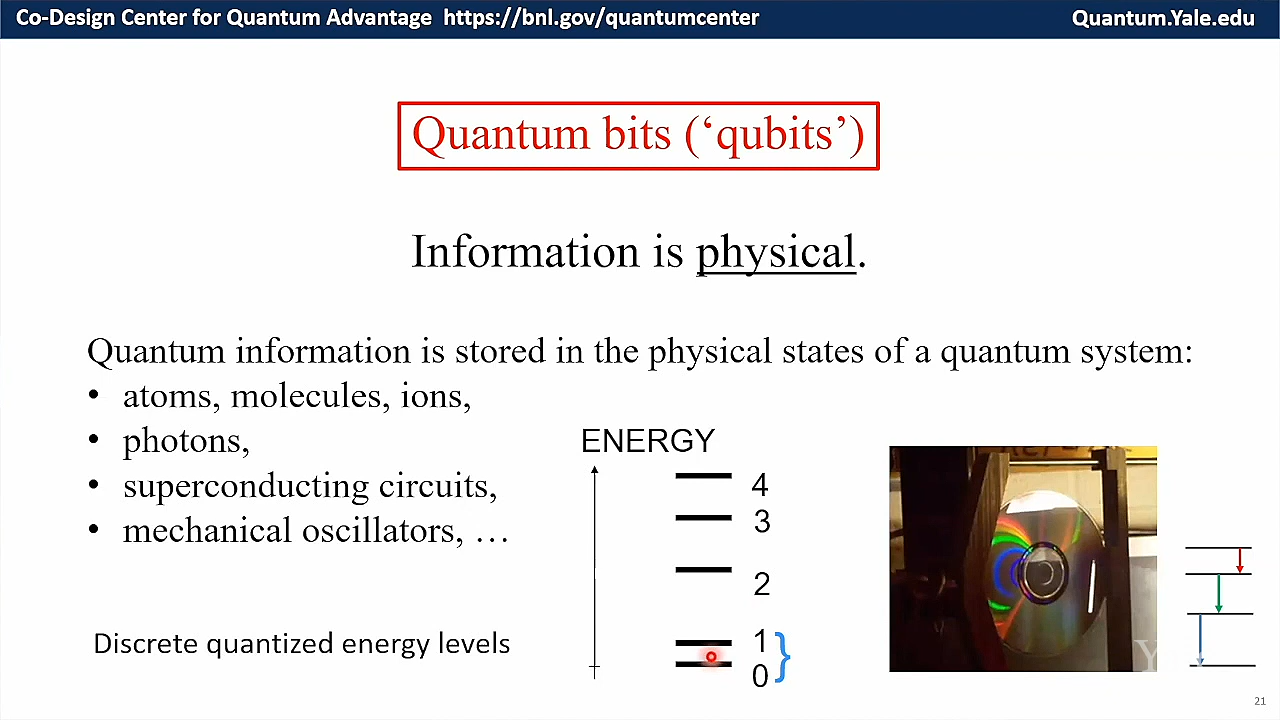 Co-Design Center for Quantum Advantage https://bnl.gov/quantumcenter
Quantum.Yale.edu
Quantum bits (‘qubits’)
Information is physical.
Quantum information is stored in the physical states of a quantum system:
• atoms, molecules, ions,
• photons,
• superconducting circuits,
• mechanical oscillators, …
ENERGY
4
3
2
1
0
}
Discrete quantized energy levels
21